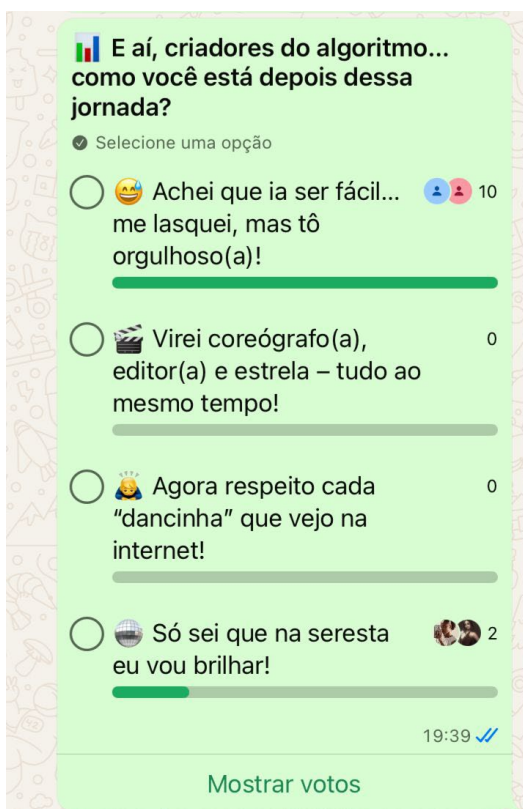 📊 E aí, criadores do algoritmo...
como você está depois dessa
jornada?
Selecione uma opção
😅 Achei que ia ser fácil... 10
me lasquei, mas tô
orgulhoso(a)!
🎬 Virei coreógrafo(a), 0
editor(a) e estrela – tudo ao
mesmo tempo!
🙇 Agora respeito cada 0
“dancinha” que vejo na
internet!
🪩 Só sei que na seresta 2
eu vou brilhar!
19:39
Mostrar votos